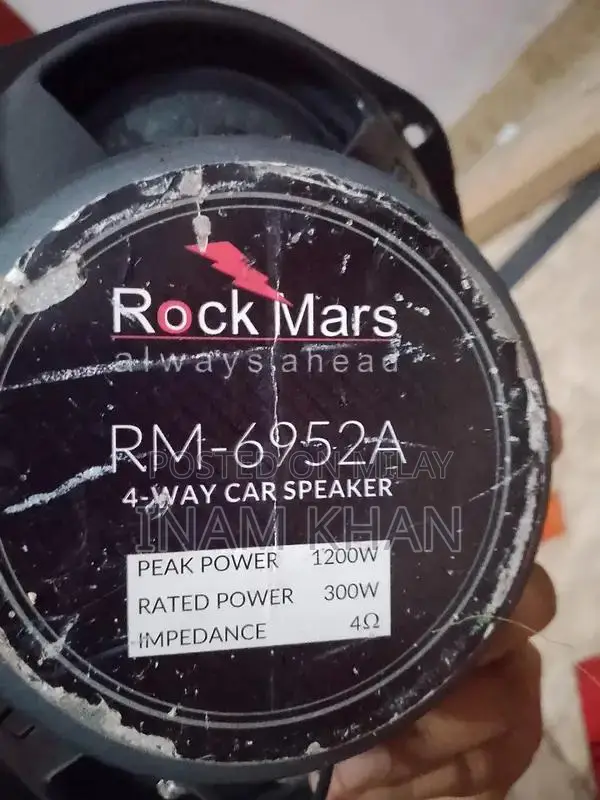 Rock Mars
always ahead
RM-6952A
POSTED ON MELAY
4-WAY CAR SPEAKER
INAM KHAN
PEAK POWER 1200W
RATED POWER 300W
IMPEDANCE 4Ω